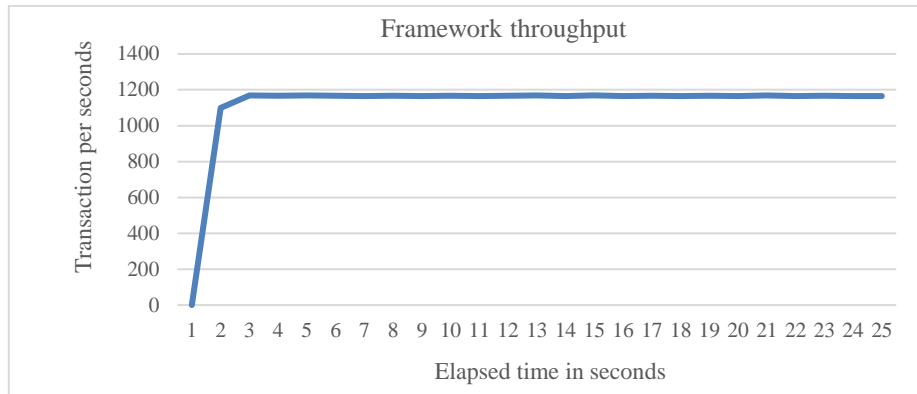 Framework throughput
Transaction per seconds
1400
1200
1000
800
600
400
200
0
1 2 3 4 5 6 7 8 9 10 11 12 13 14 15 16 17 18 19 20 21 22 23 24 25
Elapsed time in seconds